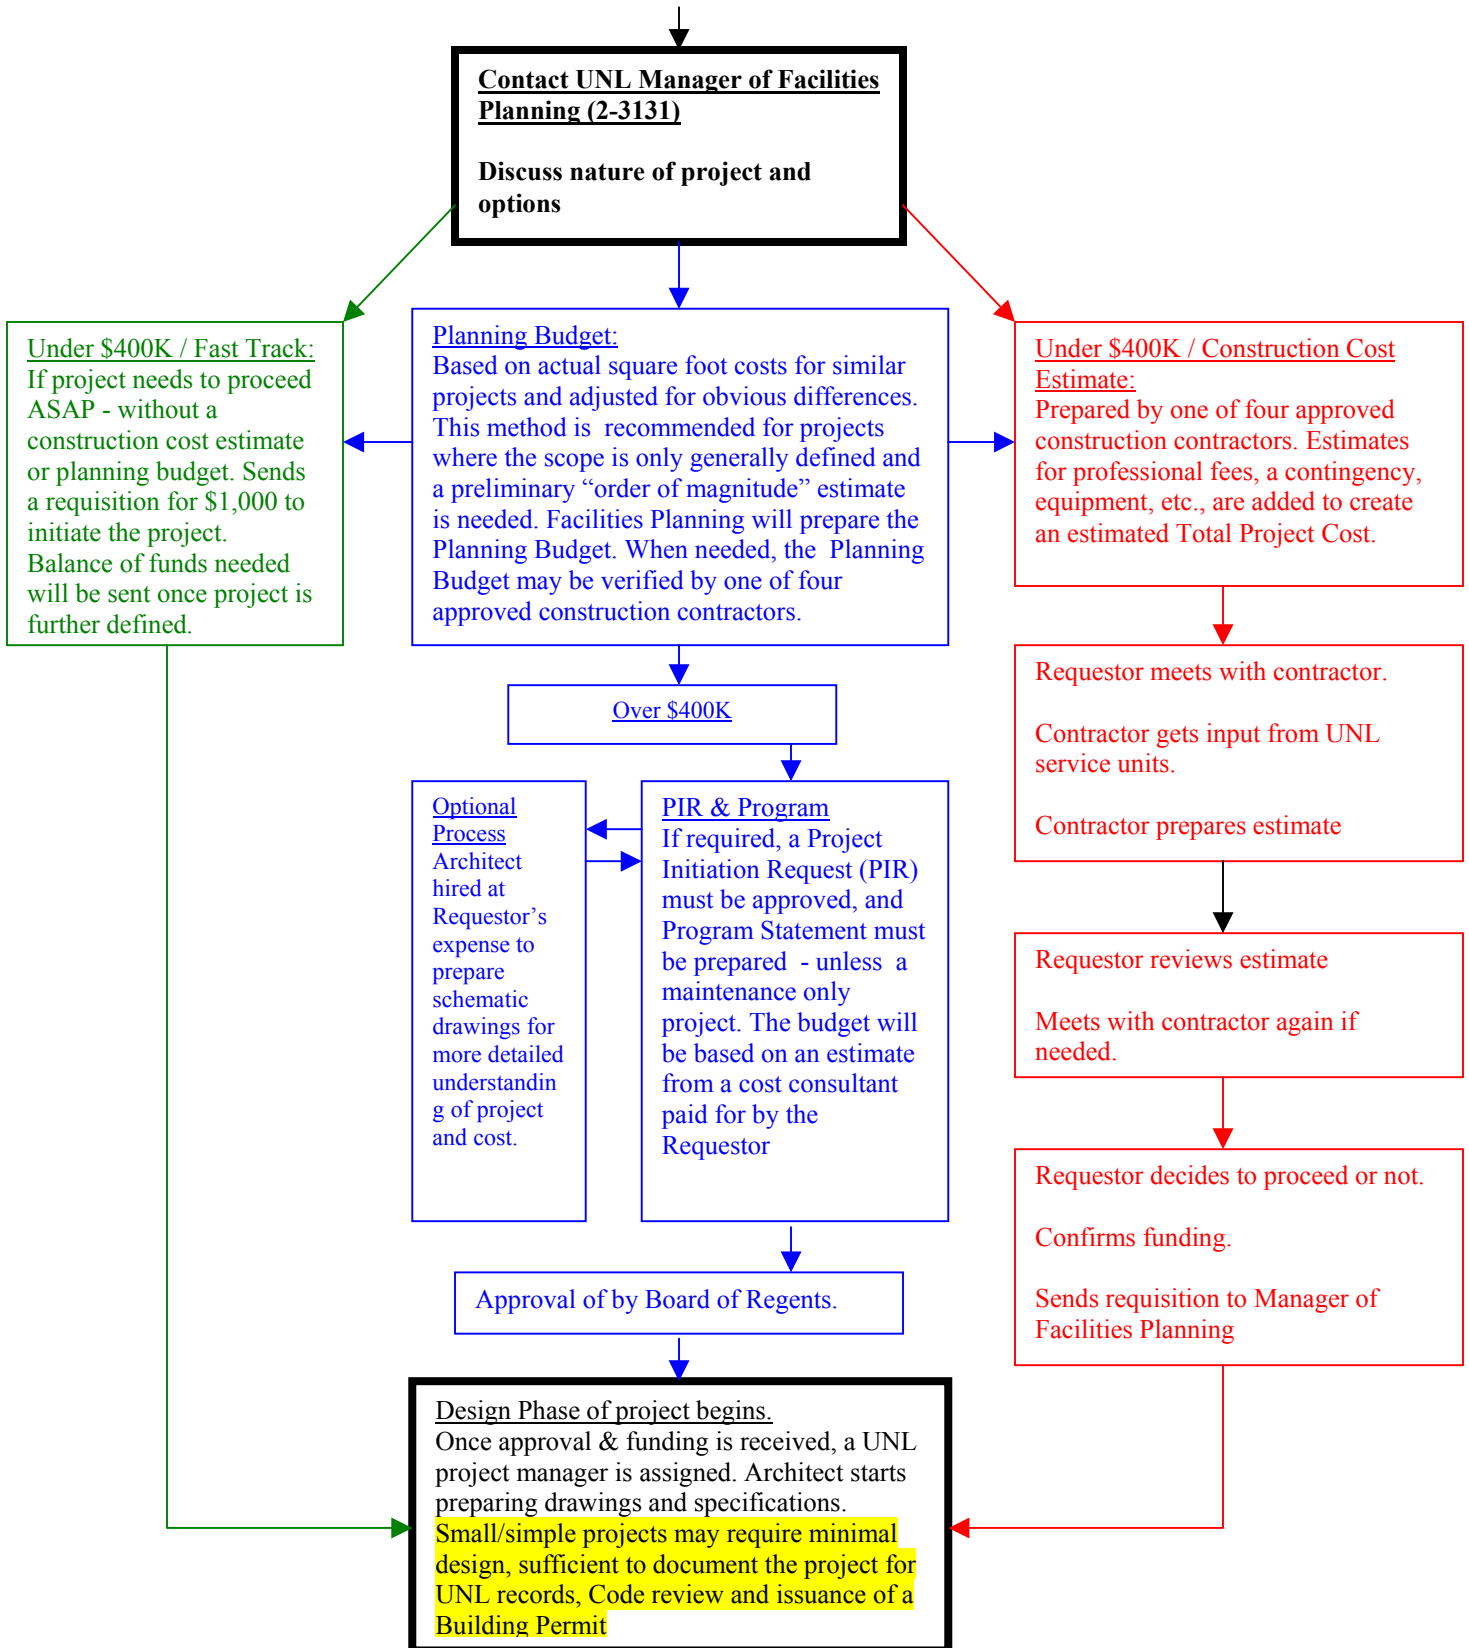 Contact UNL Manager of Facilities
Planning (2-3131)
Discuss nature of project and
options
Under $400K / Fast Track:
If project needs to proceed
ASAP - without a
construction cost estimate
or planning budget. Sends
a requisition for $1,000 to
initiate the project.
Balance of funds needed
will be sent once project is
further defined.
Planning Budget:
Based on actual square foot costs for similar
projects and adjusted for obvious differences.
This method is  recommended for projects
where the scope is only generally defined and
a preliminary “order of magnitude” estimate
is needed. Facilities Planning will prepare the
Planning Budget. When needed, the  Planning
Budget may be verified by one of four
approved construction contractors.
Under $400K / Construction Cost
Estimate:
Prepared by one of four approved
construction contractors. Estimates
for professional fees, a contingency,
equipment, etc., are added to create
an estimated Total Project Cost.
Over $400K
Optional
Process
Architect
hired at
Requestor’s
expense to
prepare
schematic
drawings for
more detailed
understandin
g of project
and cost.
PIR & Program
If required, a Project
Initiation Request (PIR)
must be approved, and
Program Statement must
be prepared  - unless  a
maintenance only
project. The budget will
be based on an estimate
from a cost consultant
paid for by the
Requestor
Requestor meets with contractor.
Contractor gets input from UNL
service units.
Contractor prepares estimate
Requestor reviews estimate
Meets with contractor again if
needed.
Requestor decides to proceed or not.
Confirms funding.
Sends requisition to Manager of
Facilities Planning
Approval of by Board of Regents.
Design Phase of project begins.
Once approval & funding is received, a UNL
project manager is assigned. Architect starts
preparing drawings and specifications.
Small/simple projects may require minimal
design, sufficient to document the project for
UNL records, Code review and issuance of a
Building Permit